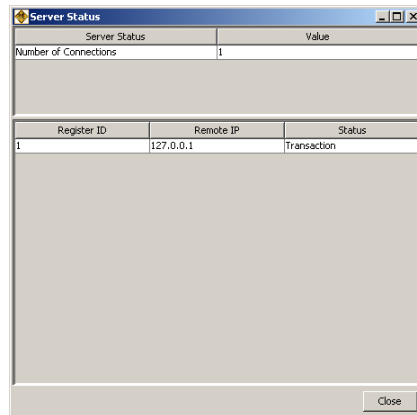 Server Status
Server Status Value
Number of Connections 1
Register ID Remote IP Status
1 127.0.0.1 Transaction
Close